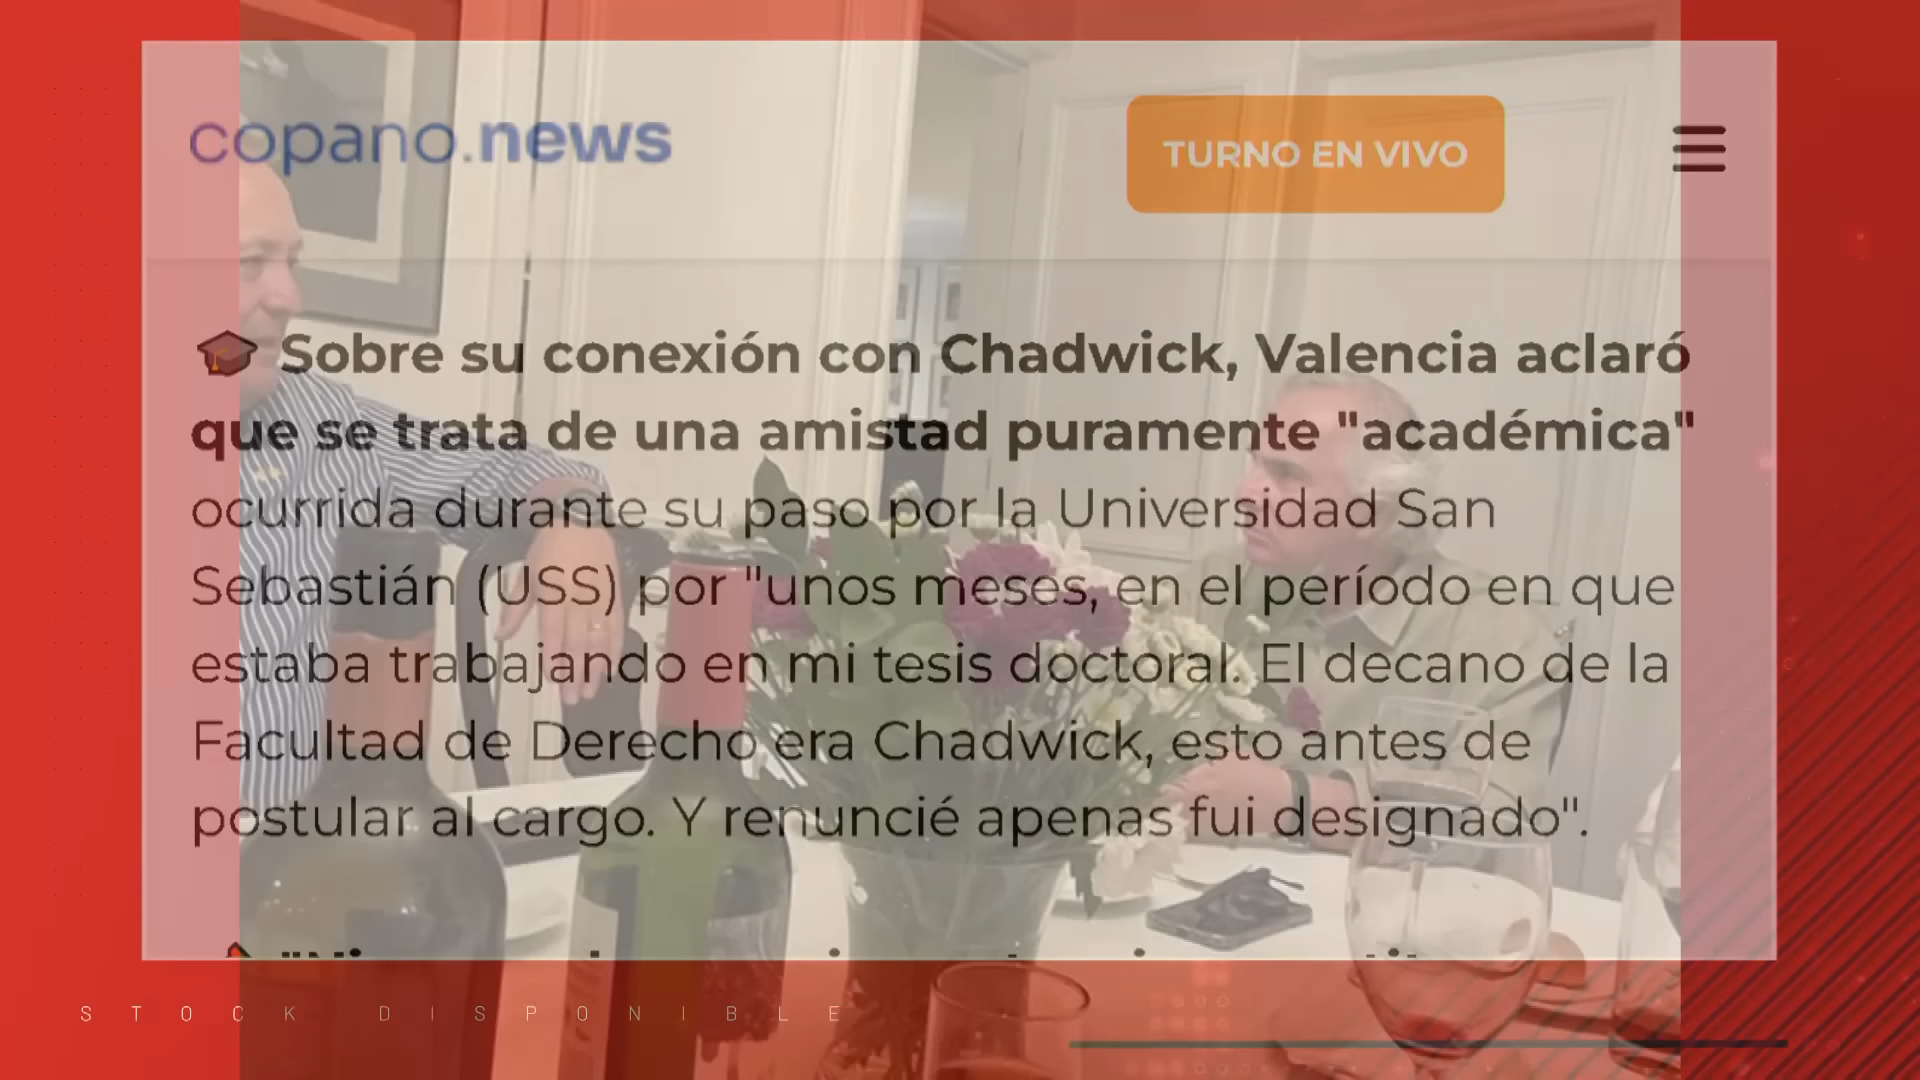 copano.news
TURNO EN VIVO
🎓 Sobre su conexión con Chadwick, Valencia aclaró
que se trata de una amistad puramente "académica"
ocurrida durante su paso por la Universidad San
Sebastián (USS) por "unos meses, en el período en que
estaba trabajando en mi tesis doctoral. El decano de la
Facultad de Derecho era Chadwick, esto antes de
postular al cargo. Y renuncié apenas fui designado".
STOCK DISPONIBLE